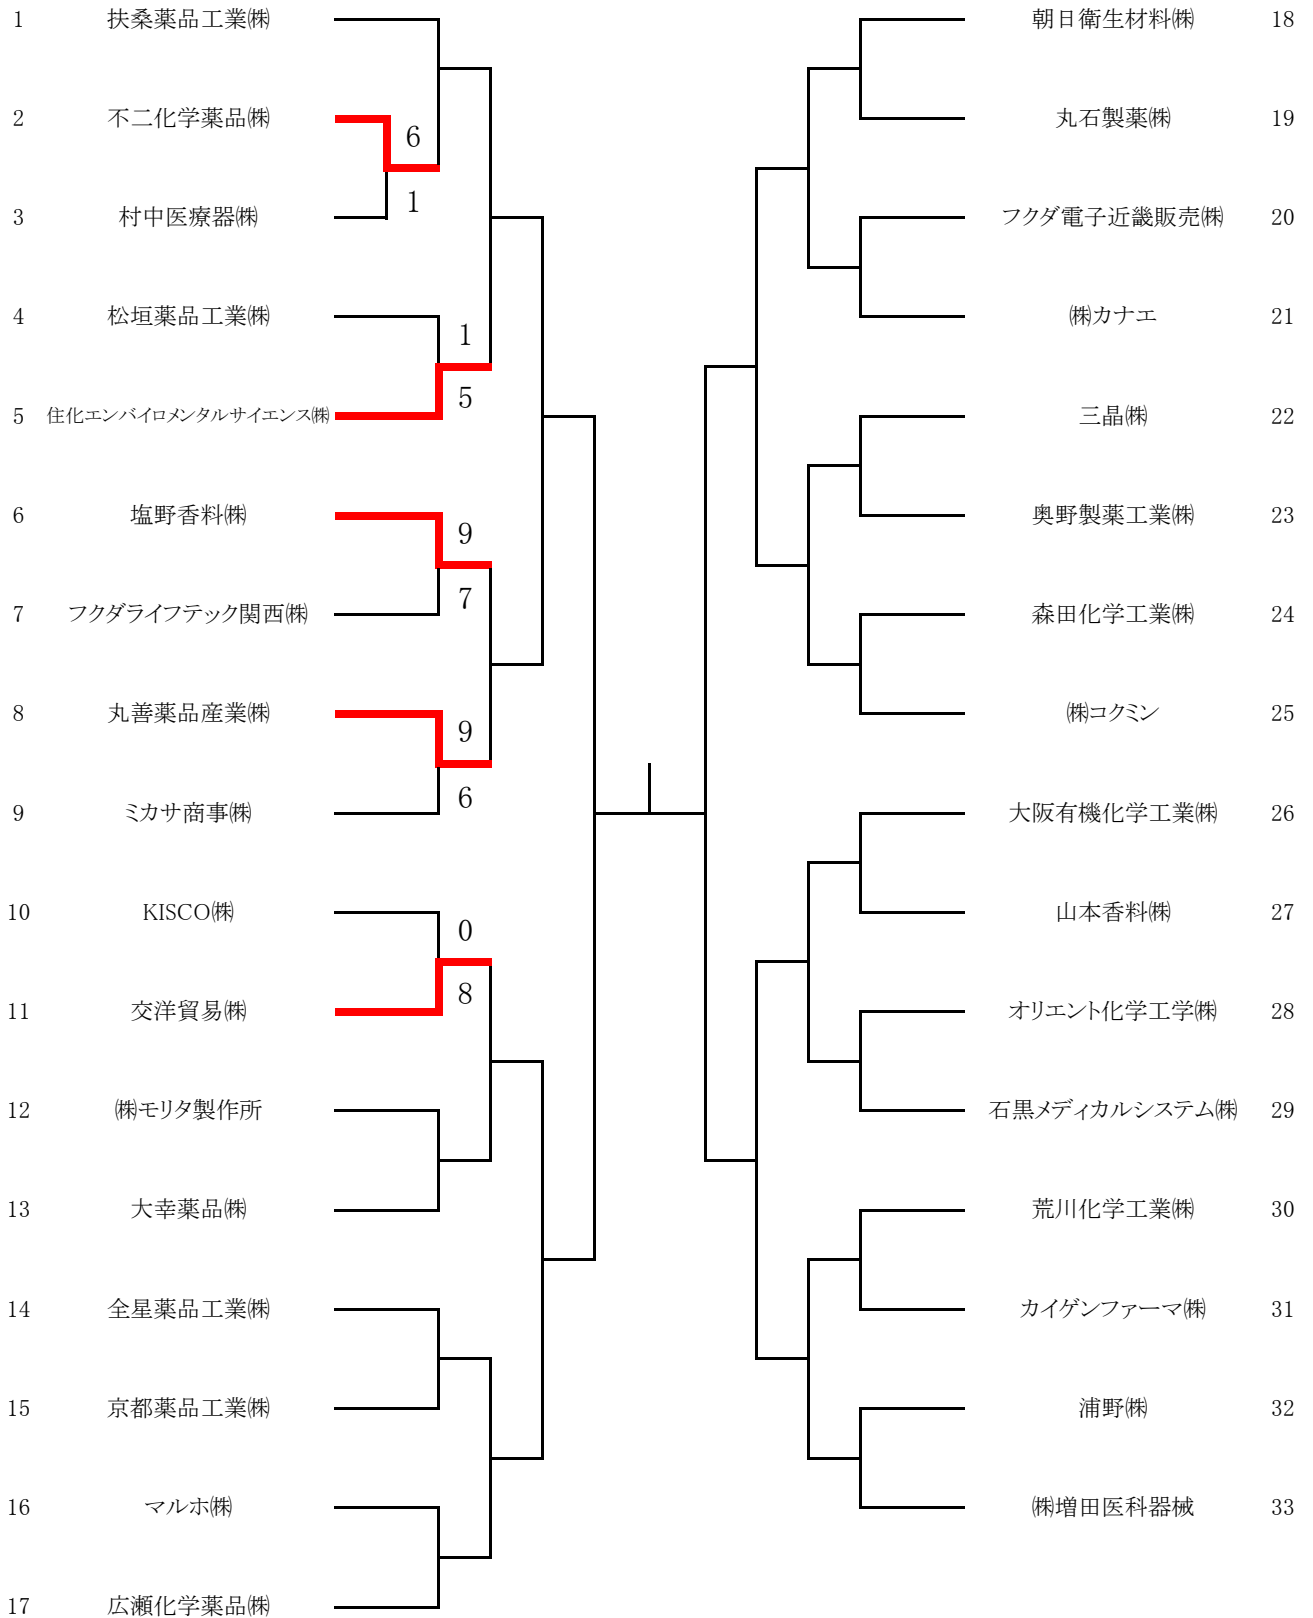 1 扶桑薬品工業㈱
2 不二化学薬品㈱
6
1
3 村中医療器㈱
4 松垣薬品工業㈱
1
5
5 住化エンバイロメンタルサイエンス㈱
6 塩野香料㈱
9
7
7 フクダライフテック関西㈱
8 丸善薬品産業㈱
9
6
9 ミカサ商事㈱
10 KISCO㈱
0
8
11 交洋貿易㈱
12 ㈱モリタ製作所
13 大幸薬品㈱
14 全星薬品工業㈱
15 京都薬品工業㈱
16 マルホ㈱
17 広瀬化学薬品㈱
朝日衛生材料㈱ 18
丸石製薬㈱ 19
フクダ電子近畿販売㈱ 20
㈱カナエ 21
三晶㈱ 22
奥野製薬工業㈱ 23
森田化学工業㈱ 24
㈱コクミン 25
大阪有機化学工業㈱ 26
山本香料㈱ 27
オリエント化学工学㈱ 28
石黒メディカルシステム㈱ 29
荒川化学工業㈱ 30
カイゲンファーマ㈱ 31
浦野㈱ 32
㈱増田医科器械 33